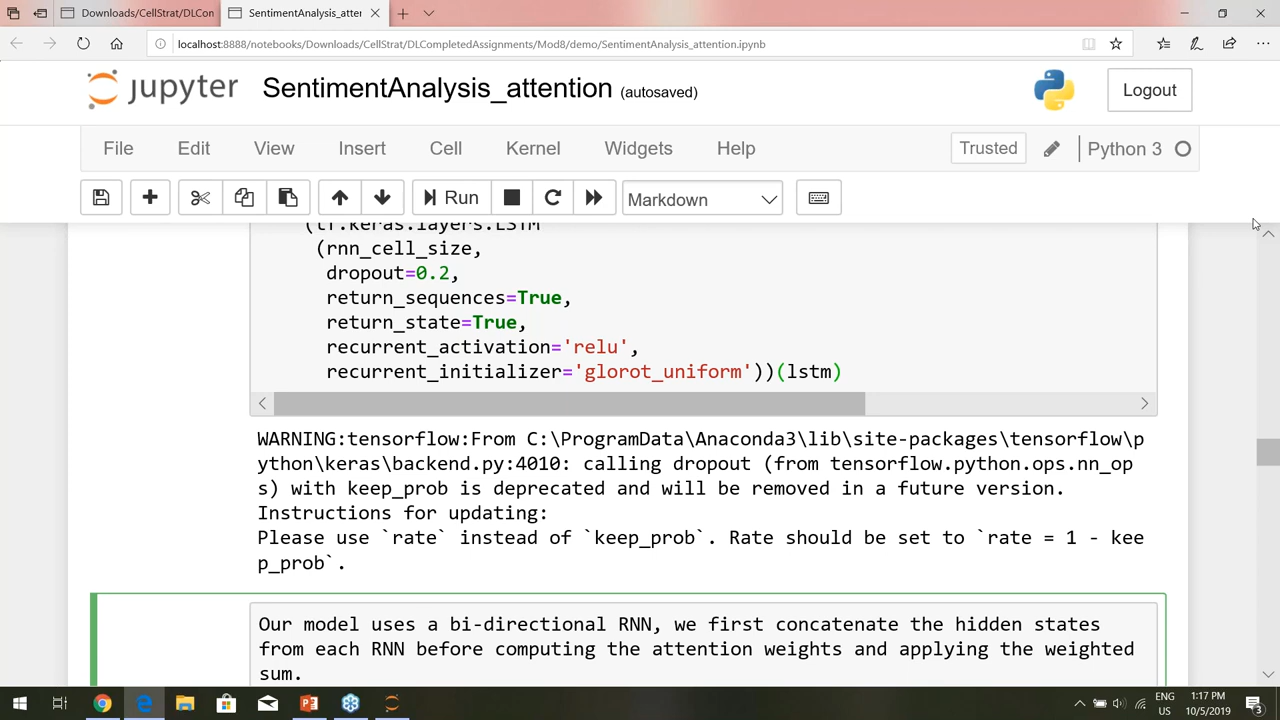 Downloads/CellStrat/DLCon
SentimentAnalysis_atter
localhost:8888/notebooks/Downloads/CellStrat/DLCompletedAssignments/Mod8/demo/SentimentAnalysis_attention.ipynb
jupyter SentimentAnalysis_attention (autosaved)
Logout
File Edit View Insert Cell Kernel Widgets Help Trusted Python 3
Run Markdown
(tf.keras.layers.LSTM
(rnn_cell_size,
dropout=0.2,
return_sequences=True,
return_state=True,
recurrent_activation='relu',
recurrent_initializer='glorot_uniform'))(lstm)
WARNING:tensorflow:From C:\ProgramData\Anaconda3\lib\site-packages\tensorflow\p
ython\keras\backend.py:4010: calling dropout (from tensorflow.python.ops.nn_op
s) with keep_prob is deprecated and will be removed in a future version.
Instructions for updating:
Please use `rate` instead of `keep_prob`. Rate should be set to `rate = 1 - kee
p_prob`.
Our model uses a bi-directional RNN, we first concatenate the hidden states
from each RNN before computing the attention weights and applying the weighted
sum.
ENG
US
1:17 PM
10/5/2019
3